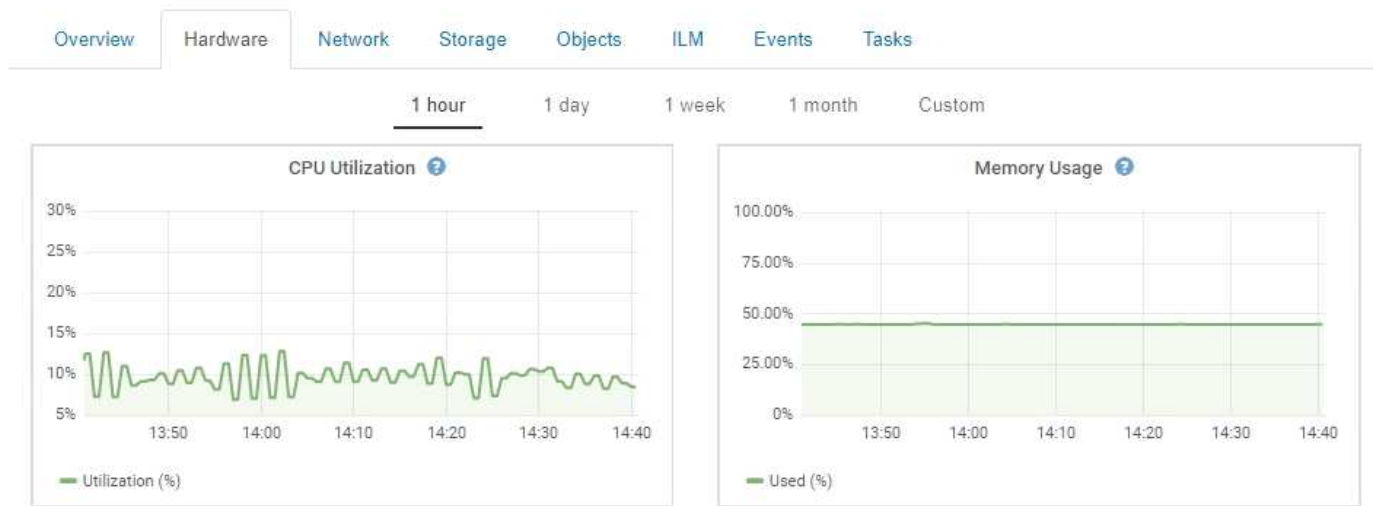 Overview Hardware Network Storage Objects ILM Events Tasks
1 hour 1 day 1 week 1 month Custom
CPU Utilization ?
30%
25%
20%
15%
10%
5%
13:50 14:00 14:10 14:20 14:30 14:40
Utilization (%)
Memory Usage ?
100.00%
75.00%
50.00%
25.00%
0%
13:50 14:00 14:10 14:20 14:30 14:40
Used (%)